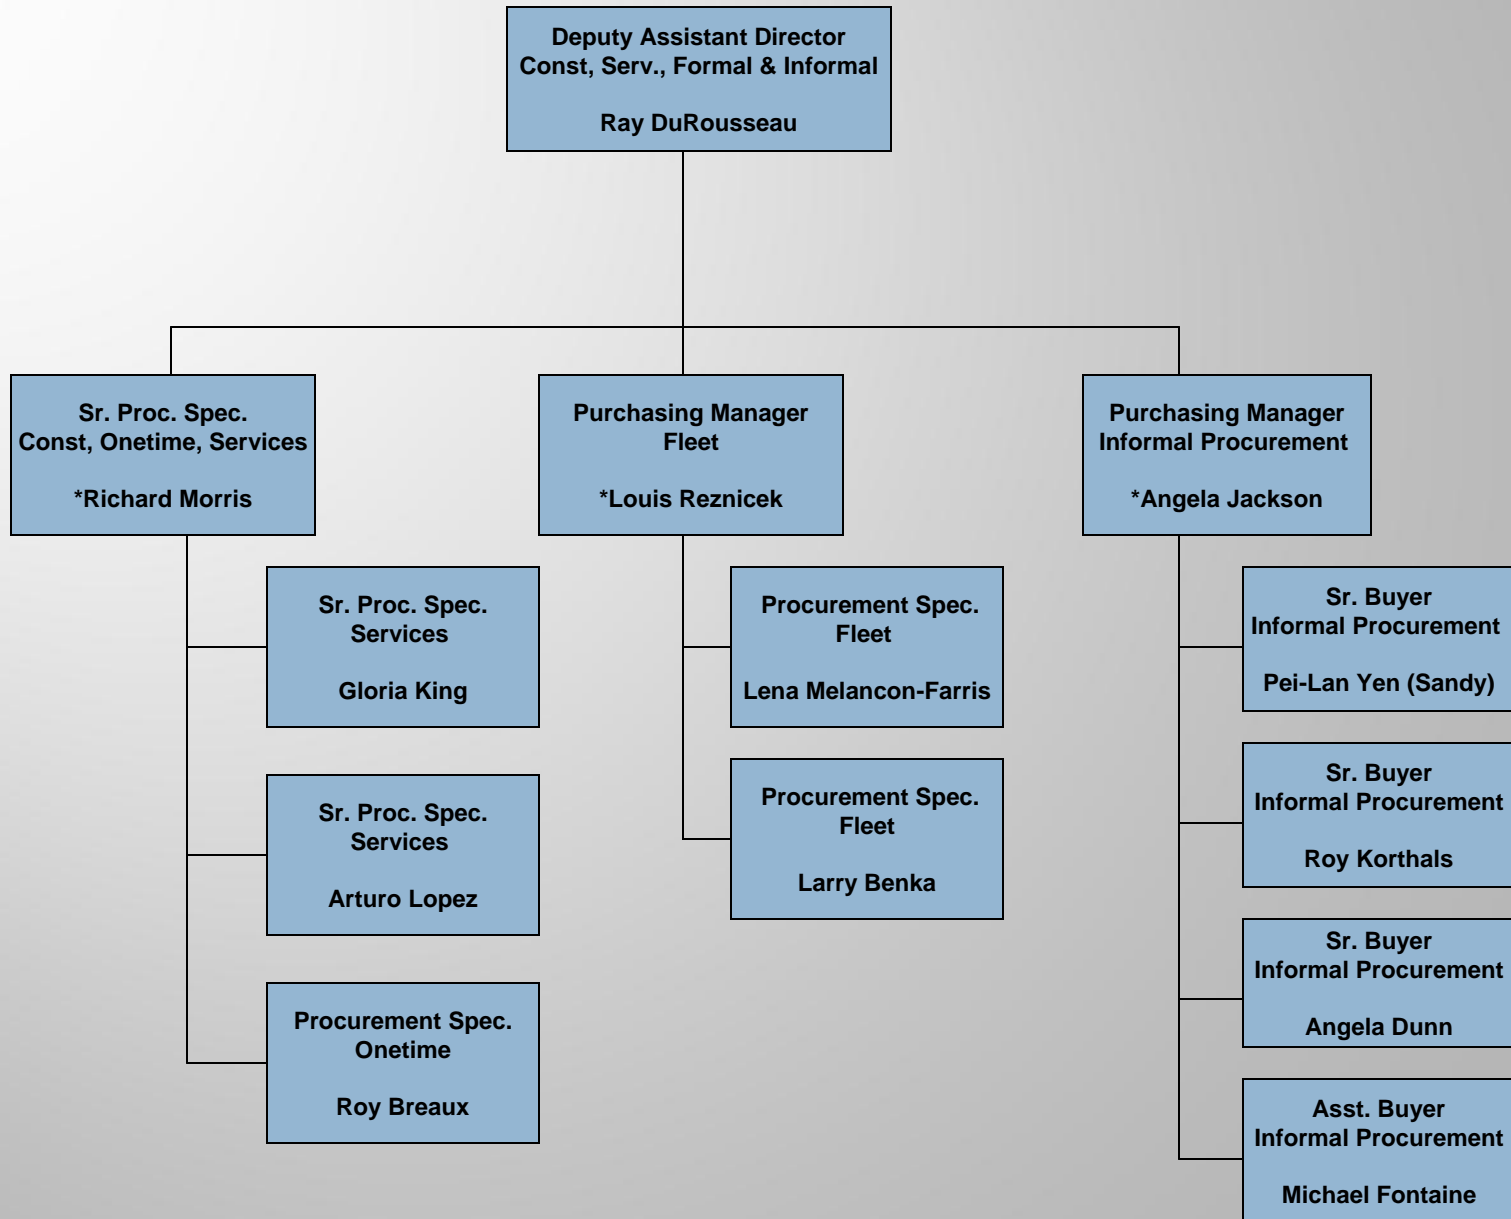 Deputy Assistant Director
Const, Serv., Formal & Informal
Ray DuRousseau
Sr. Proc. Spec.
Const, Onetime, Services
*Richard Morris
Purchasing Manager
Fleet
*Louis Reznicek
Purchasing Manager
Informal Procurement
*Angela Jackson
Sr. Proc. Spec.
Services
Gloria King
Sr. Proc. Spec.
Services
Arturo Lopez
Procurement Spec.
Onetime
Roy Breaux
Procurement Spec.
Fleet
Lena Melancon-Farris
Procurement Spec.
Fleet
Larry Benka
Sr. Buyer
Informal Procurement
Pei-Lan Yen (Sandy)
Sr. Buyer
Informal Procurement
Roy Korthals
Sr. Buyer
Informal Procurement
Angela Dunn
Asst. Buyer
Informal Procurement
Michael Fontaine